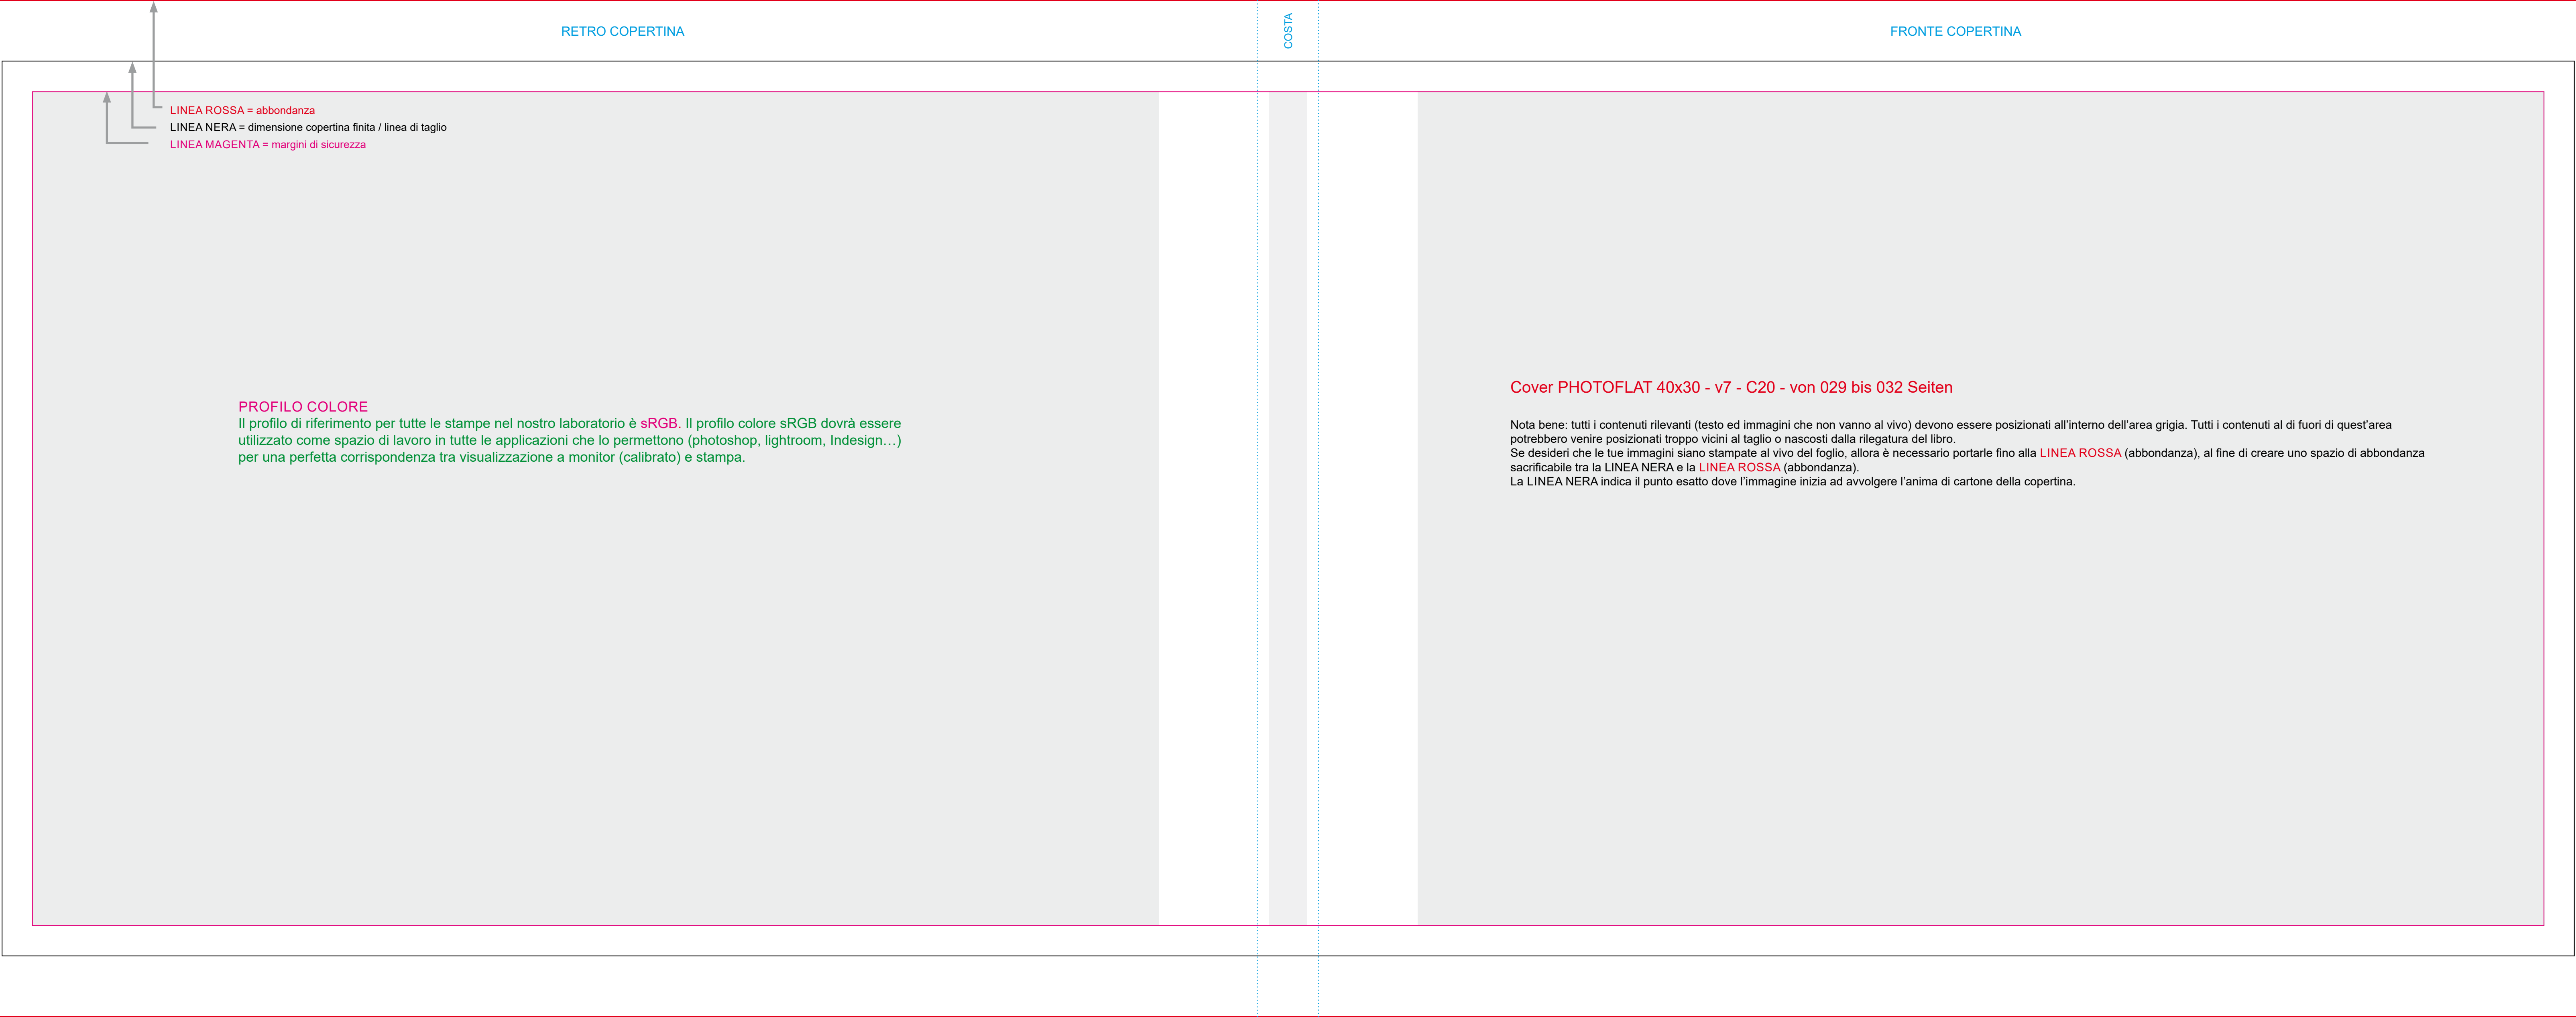 RETRO COPERTINA
COSTA
FRONTE COPERTINA
LINEA ROSSA = abbondanza
LINEA NERA = dimensione copertina finita / linea di taglio
LINEA MAGENTA = margini di sicurezza
PROFILO COLORE
Il profilo di riferimento per tutte le stampe nel nostro laboratorio è sRGB. Il profilo colore sRGB dovrà essere
utilizzato come spazio di lavoro in tutte le applicazioni che lo permettono (photoshop, lightroom, Indesign…)
per una perfetta corrispondenza tra visualizzazione a monitor (calibrato) e stampa.
Cover PHOTOFLAT 40x30 - v7 - C20 - von 029 bis 032 Seiten
Nota bene: tutti i contenuti rilevanti (testo ed immagini che non vanno al vivo) devono essere posizionati all’interno dell’area grigia. Tutti i contenuti al di fuori di quest’area
potrebbero venire posizionati troppo vicini al taglio o nascosti dalla rilegatura del libro.
Se desideri che le tue immagini siano stampate al vivo del foglio, allora è necessario portarle fino alla LINEA ROSSA (abbondanza), al fine di creare uno spazio di abbondanza
sacrificabile tra la LINEA NERA e la LINEA ROSSA (abbondanza).
La LINEA NERA indica il punto esatto dove l’immagine inizia ad avvolgere l’anima di cartone della copertina.